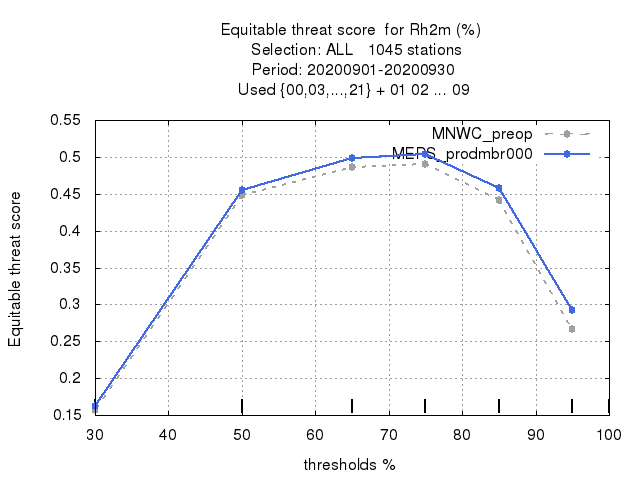 Equitable threat score  for Rh2m (%)
Selection: ALL   1045 stations
Period: 20200901-20200930
Used {00,03,...,21} + 01 02 ... 09
MNWC_preop
MEPS_prodmbr000
Equitable threat score
0.55
0.5
0.45
0.4
0.35
0.3
0.25
0.2
0.15
30 40 50 60 70 80 90 100
thresholds %